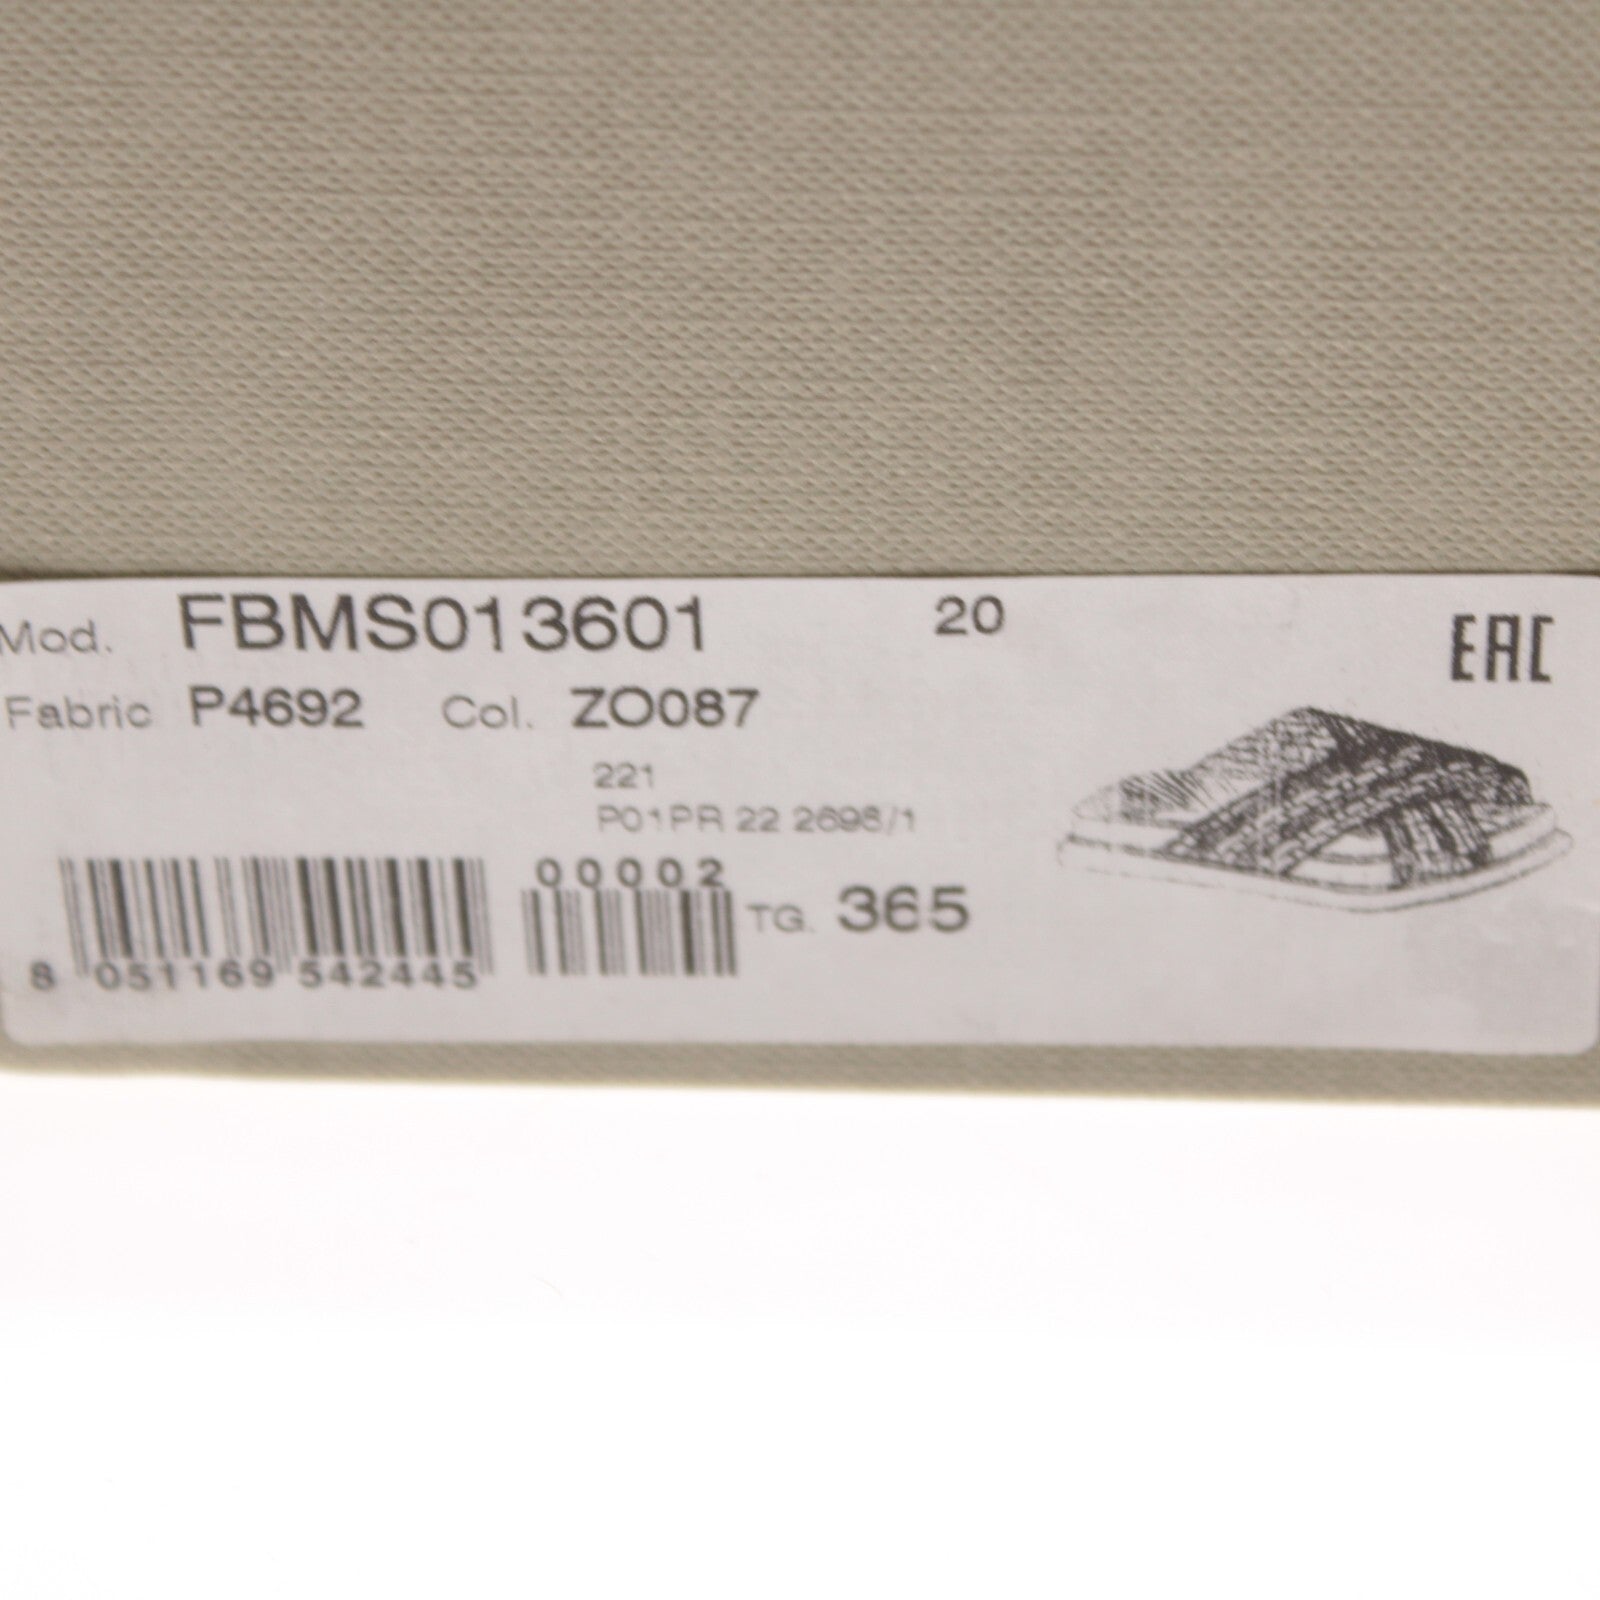 Mod. FBMS013601 20 EAC
Fabric P4692 Col. ZO087
221
P01PR 22 2698/1
00002
TG. 365
8 051169 542445